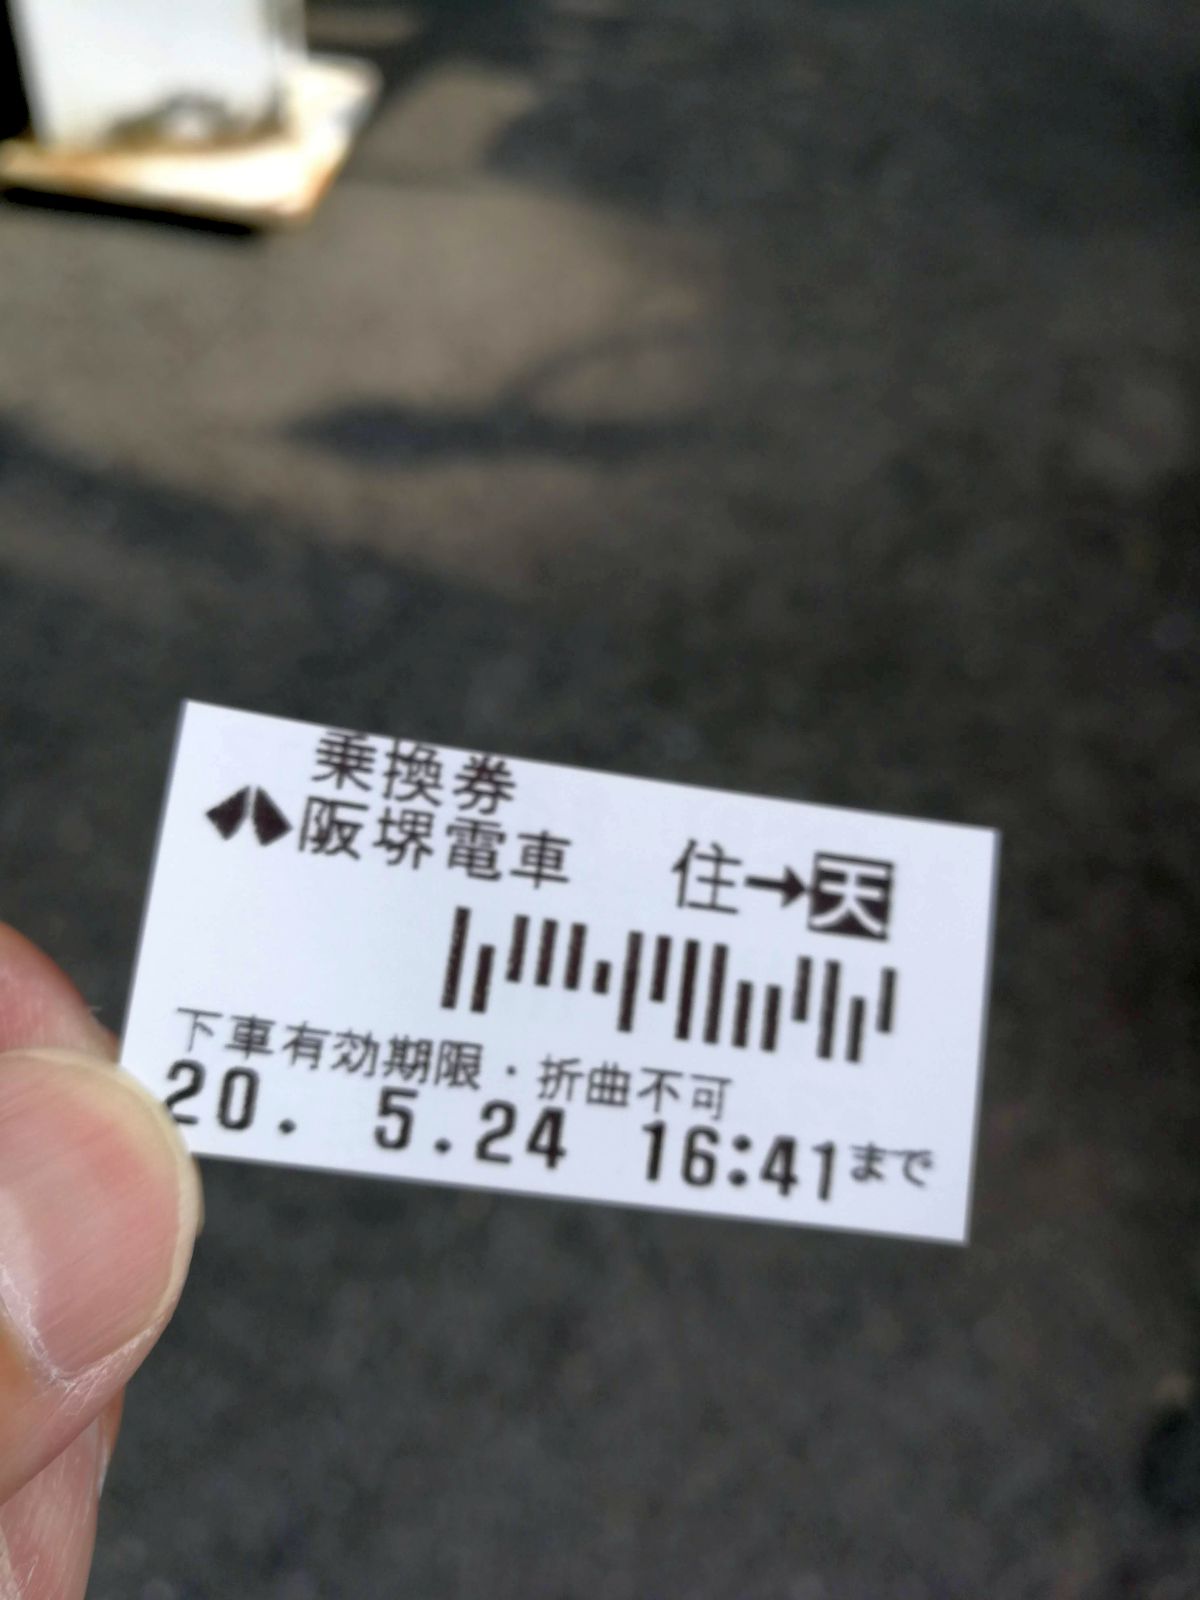 乗換券
阪堺電車 住→天
下車有効期限・折曲不可
20. 5.24 16:41まで